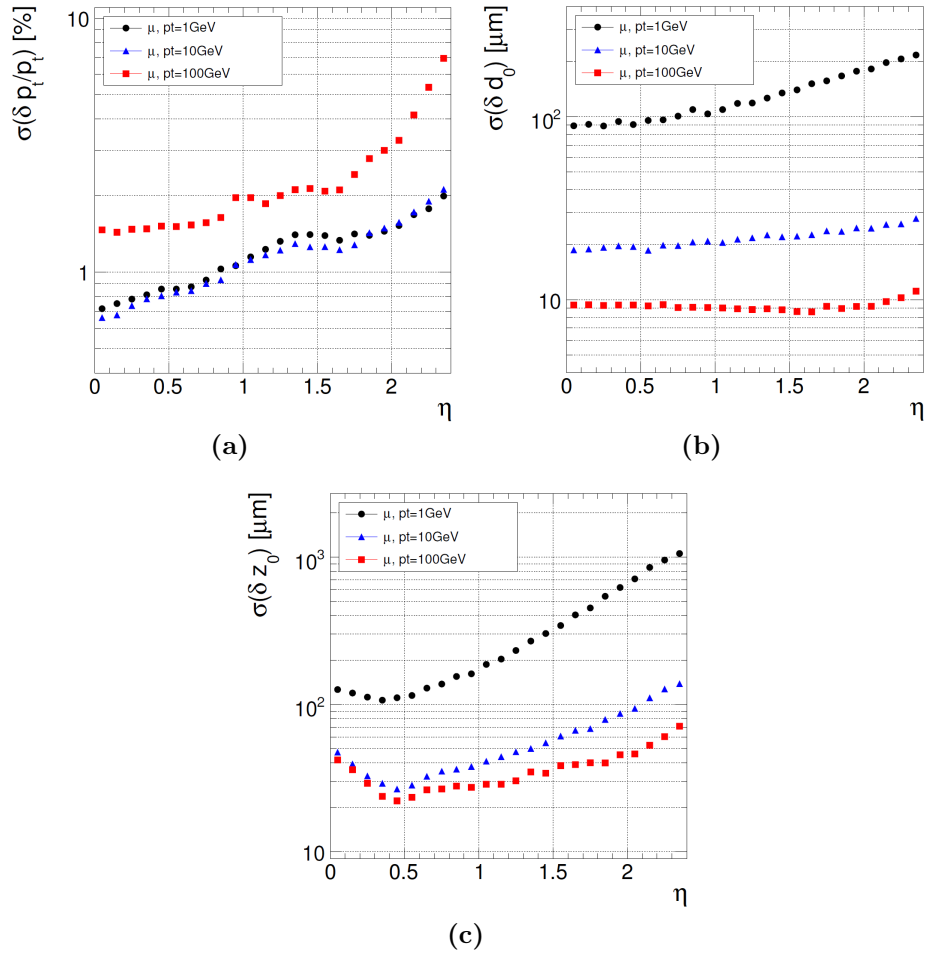 σ(δ p_t/p_t) [%]
10
1
μ, pt=1GeV
μ, pt=10GeV
μ, pt=100GeV
0 0.5 1 1.5 2
η
(a)
σ(δ d_0) [μm]
10^2
10
μ, pt=1GeV
μ, pt=10GeV
μ, pt=100GeV
0 0.5 1 1.5 2
η
(b)
σ(δ z_0) [μm]
10^3
10^2
10
μ, pt=1GeV
μ, pt=10GeV
μ, pt=100GeV
0 0.5 1 1.5 2
η
(c)